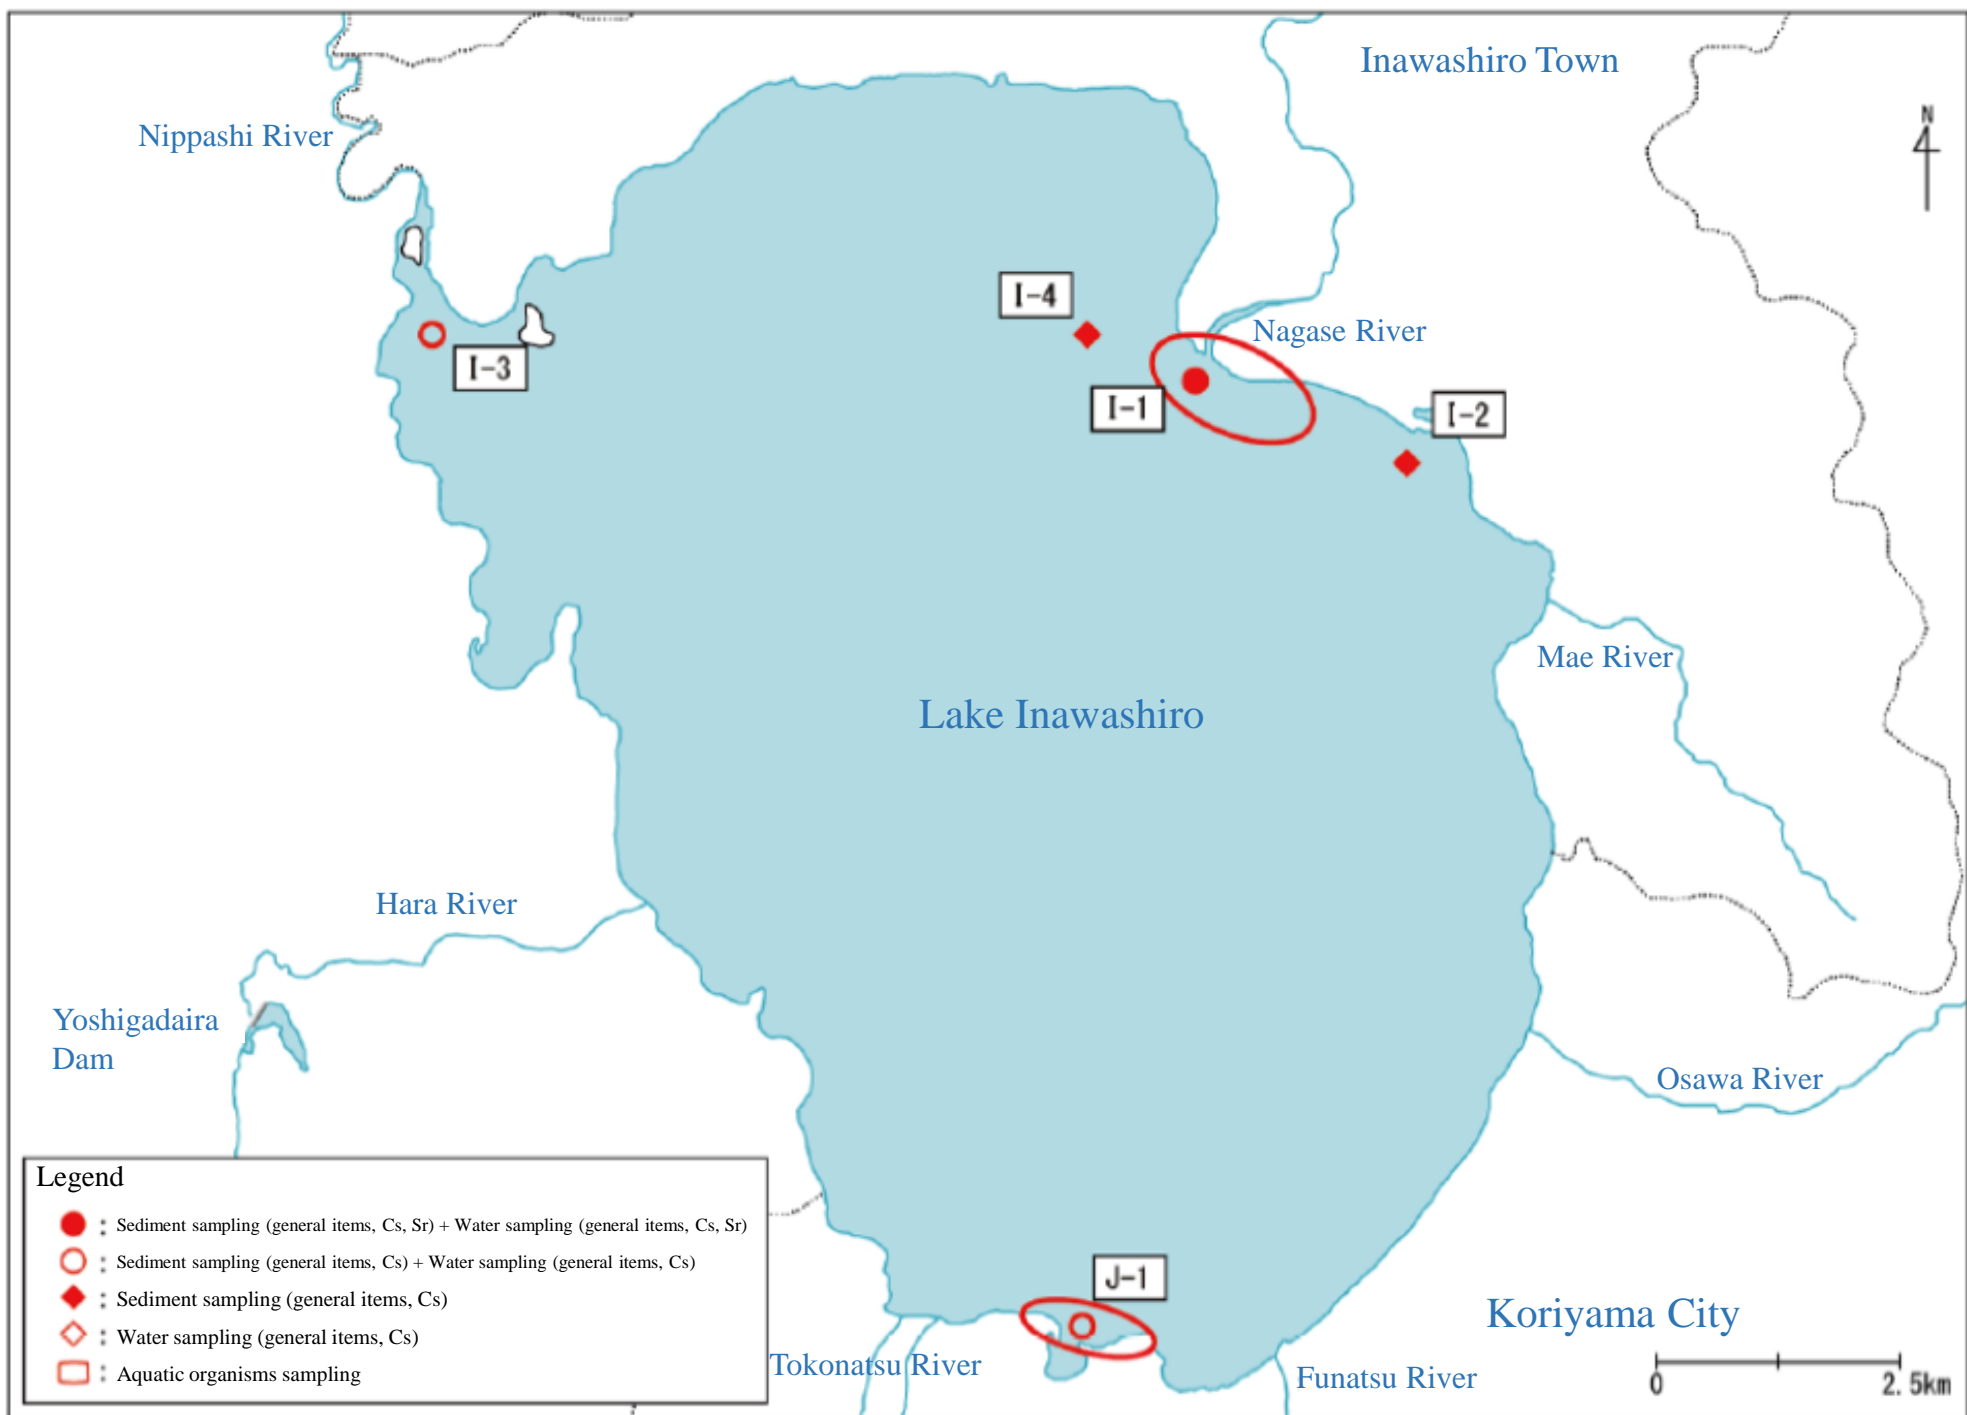 Inawashiro Town
N
Nippashi River
I-4
Nagase River
I-3
I-1
I-2
Mae River
Lake Inawashiro
Hara River
Yoshigadaira
Dam
Osawa River
Legend
: Sediment sampling (general items, Cs, Sr) + Water sampling (general items, Cs, Sr)
: Sediment sampling (general items, Cs) + Water sampling (general items, Cs)
: Sediment sampling (general items, Cs)
: Water sampling (general items, Cs)
: Aquatic organisms sampling
J-1
Koriyama City
Tokonatsu River
Funatsu River
0 2.5km